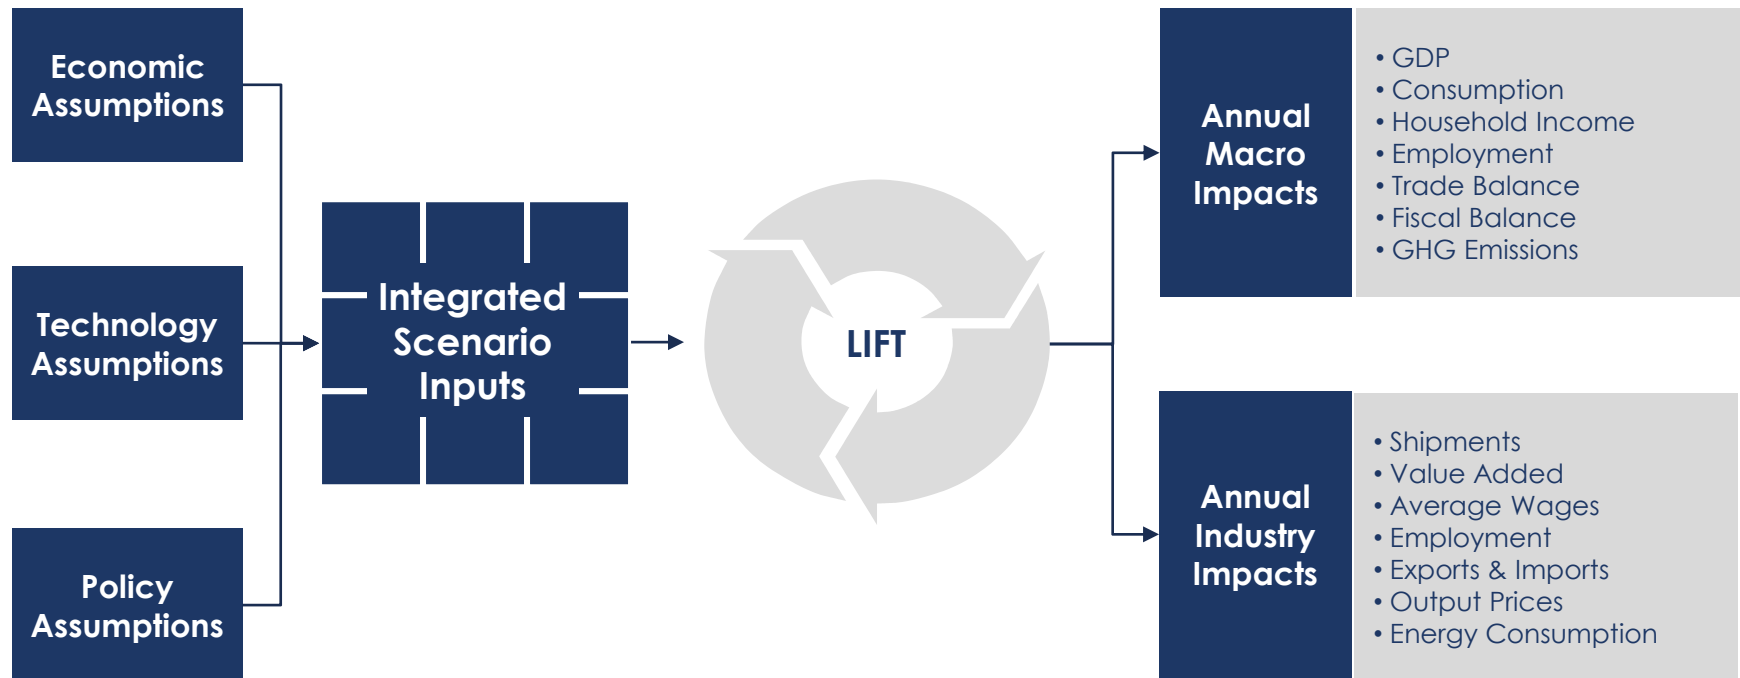 Economic
Assumptions
Technology
Assumptions
Policy
Assumptions
Integrated
Scenario
Inputs
LIFT
Annual
Macro
Impacts
• GDP
• Consumption
• Household Income
• Employment
• Trade Balance
• Fiscal Balance
• GHG Emissions
Annual
Industry
Impacts
• Shipments
• Value Added
• Average Wages
• Employment
• Exports & Imports
• Output Prices
• Energy Consumption